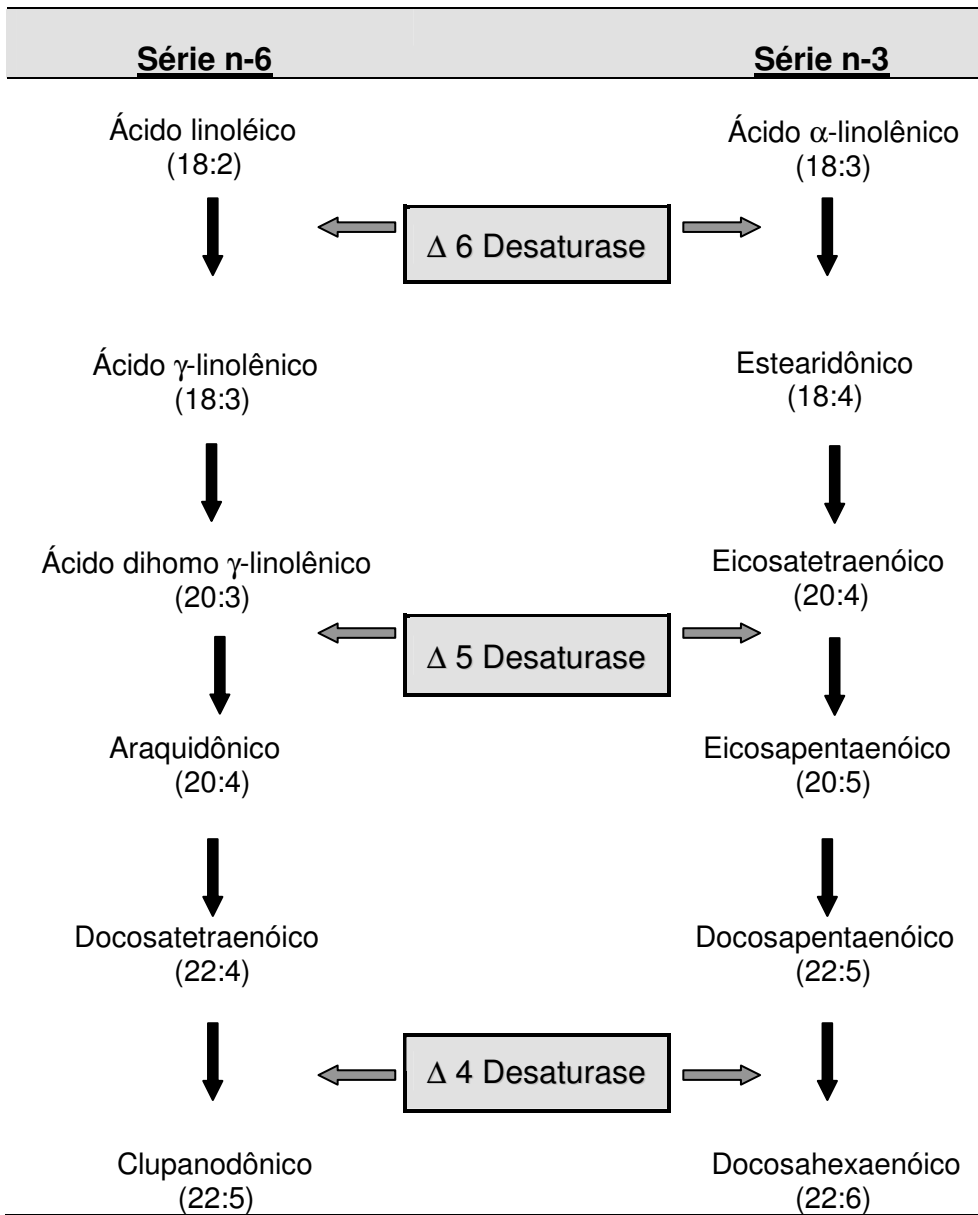 Série n-6
Série n-3
Ácido linoléico
(18:2)
Ácido α-linolênico
(18:3)
Δ 6 Desaturase
Ácido γ-linolênico
(18:3)
Estearidônico
(18:4)
Ácido dihomo γ-linolênico
(20:3)
Eicosatetraenóico
(20:4)
Δ 5 Desaturase
Araquidônico
(20:4)
Eicosapentaenóico
(20:5)
Docosatetraenóico
(22:4)
Docosapentaenóico
(22:5)
Δ 4 Desaturase
Clupanodônico
(22:5)
Docosahexaenóico
(22:6)